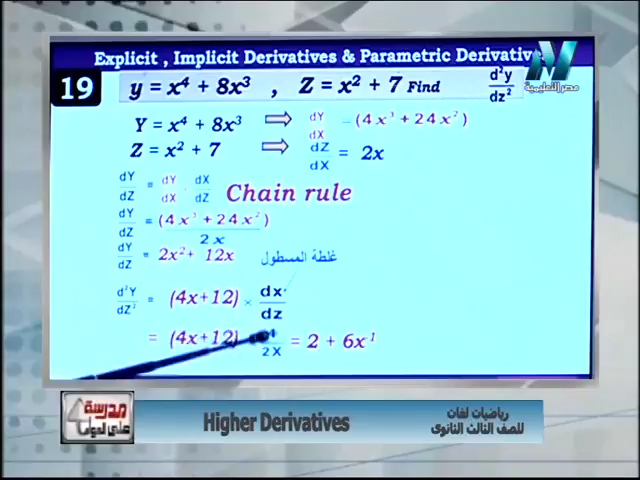 Explicit , Implicit Derivatives & Parametric Derivative
مصر التعليمية
19 y = x⁴ + 8x³ , Z = x² + 7 Find d²y/dz²
Y = x⁴ + 8x³ ⇒ dY/dX = (4x³ + 24x²)
Z = x² + 7 ⇒ dZ/dX = 2x
dY/dZ = dY/dX · dX/dZ Chain rule
dY/dZ = (4x³ + 24x²)/2x
dY/dZ = 2x² + 12x غلطة المسطول
d²Y/dZ² = (4x+12) × dx/dz
= (4x+12) 1/2X = 2 + 6x⁻¹
مدرسة على الهواء
Higher Derivatives
رياضيات لغات
للصف الثالث الثانوى